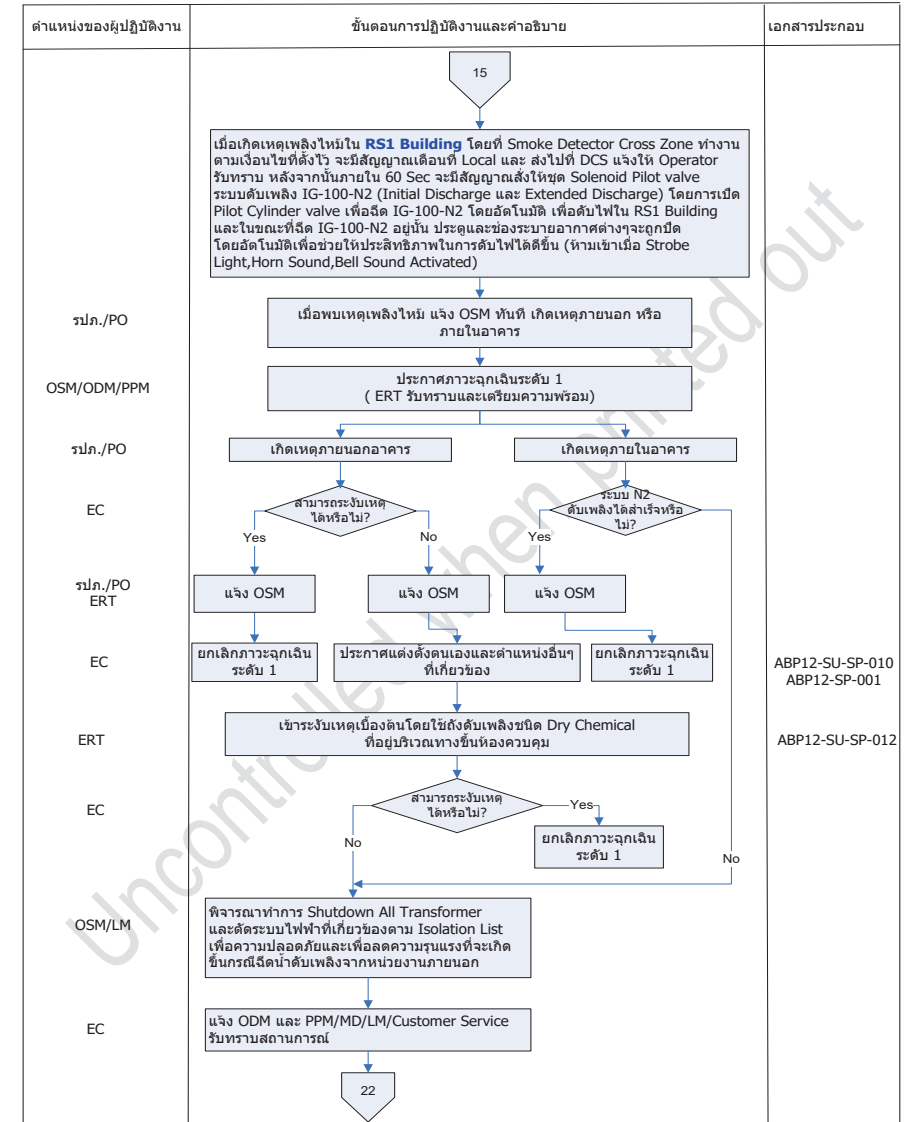 ตำแหน่งของผู้ปฏิบัติงาน
ขั้นตอนการปฏิบัติงานและคำอธิบาย
เอกสารประกอบ
15
เมื่อเกิดเหตุเพลิงไหม้ใน RS1 Building โดยที่ Smoke Detector Cross Zone ทำงาน
ตามเงื่อนไขที่ตั้งไว้ จะมีสัญญาณเตือนที่ Local และ ส่งไปที่ DCS แจ้งให้ Operator
รับทราบ หลังจากนั้นภายใน 60 Sec จะมีสัญญาณสั่งให้ชุด Solenoid Pilot valve
ระบบดับเพลิง IG-100-N2 (Initial Discharge และ Extended Discharge) โดยการเปิด
Pilot Cylinder valve เพื่อฉีด IG-100-N2 โดยอัตโนมัติ เพื่อดับไฟใน RS1 Building
และในขณะที่ฉีด IG-100-N2 อยู่นั้น ประตูและช่องระบายอากาศต่างๆจะถูกปิด
โดยอัตโนมัติเพื่อช่วยให้ประสิทธิภาพในการดับไฟได้ดีขึ้น (ห้ามเข้าเมื่อ Strobe
Light,Horn Sound,Bell Sound Activated)
รปภ./PO
เมื่อพบเหตุเพลิงไหม้ แจ้ง OSM ทันที เกิดเหตุภายนอก หรือ
ภายในอาคาร
OSM/ODM/PPM
ประกาศภาวะฉุกเฉินระดับ 1
( ERT รับทราบและเตรียมความพร้อม)
รปภ./PO
เกิดเหตุภายนอกอาคาร
เกิดเหตุภายในอาคาร
EC
สามารถระงับเหตุ
ได้หรือไม่?
ระบบ N2
ดับเพลิงได้สำเร็จหรือ
ไม่?
Yes
No
Yes
รปภ./PO
ERT
แจ้ง OSM
แจ้ง OSM
แจ้ง OSM
EC
ยกเลิกภาวะฉุกเฉิน
ระดับ 1
ประกาศแต่งตั้งตนเองและตำแหน่งอื่นๆ
ที่เกี่ยวข้อง
ยกเลิกภาวะฉุกเฉิน
ระดับ 1
ABP12-SU-SP-010
ABP12-SP-001
ERT
เข้าระงับเหตุเบื้องต้นโดยใช้ถังดับเพลิงชนิด Dry Chemical
ที่อยู่บริเวณทางขึ้นห้องควบคุม
ABP12-SU-SP-012
EC
สามารถระงับเหตุ
ได้หรือไม่?
Yes
ยกเลิกภาวะฉุกเฉิน
ระดับ 1
No
No
OSM/LM
พิจารณาทำการ Shutdown All Transformer
และตัดระบบไฟฟ้าที่เกี่ยวข้องตาม Isolation List
เพื่อความปลอดภัยและเพื่อลดความรุนแรงที่จะเกิด
ขึ้นกรณีฉีดน้ำดับเพลิงจากหน่วยงานภายนอก
EC
แจ้ง ODM และ PPM/MD/LM/Customer Service
รับทราบสถานการณ์
22
Uncontrolled when printed out